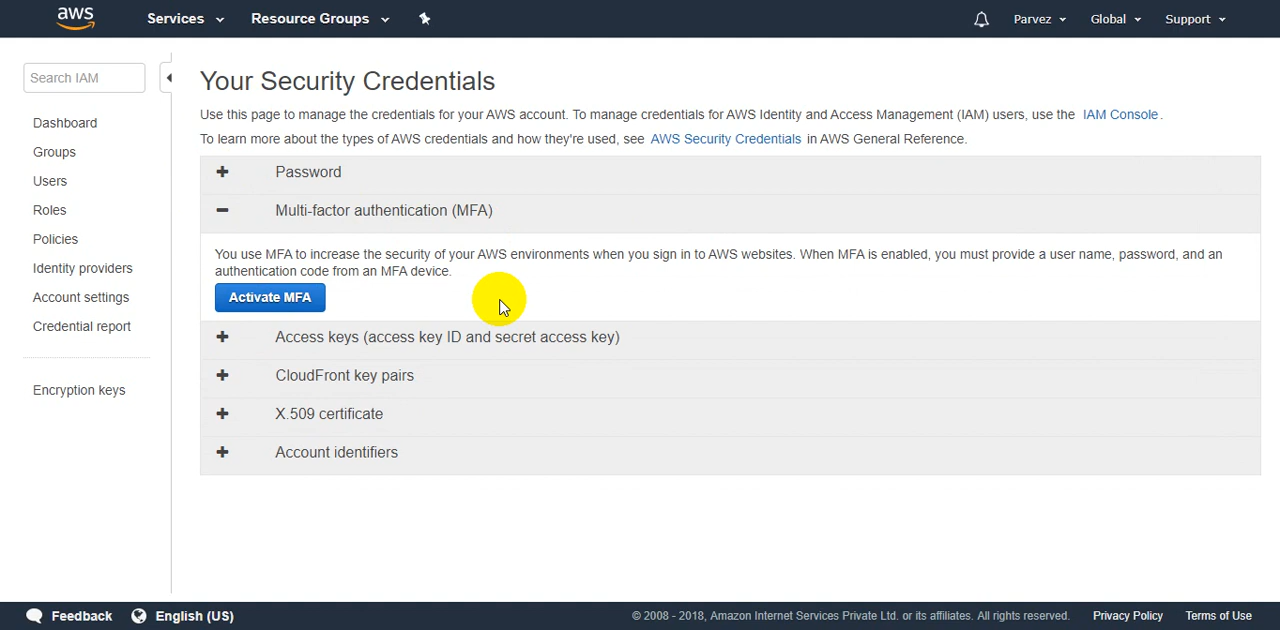 aws Services Resource Groups Parvez Global Support
Search IAM
Dashboard
Groups
Users
Roles
Policies
Identity providers
Account settings
Credential report
Encryption keys
Your Security Credentials
Use this page to manage the credentials for your AWS account. To manage credentials for AWS Identity and Access Management (IAM) users, use the IAM Console.
To learn more about the types of AWS credentials and how they're used, see AWS Security Credentials in AWS General Reference.
Password
Multi-factor authentication (MFA)
You use MFA to increase the security of your AWS environments when you sign in to AWS websites. When MFA is enabled, you must provide a user name, password, and an
authentication code from an MFA device.
Activate MFA
Access keys (access key ID and secret access key)
CloudFront key pairs
X.509 certificate
Account identifiers
Feedback English (US) © 2008 - 2018, Amazon Internet Services Private Ltd. or its affiliates. All rights reserved. Privacy Policy Terms of Use